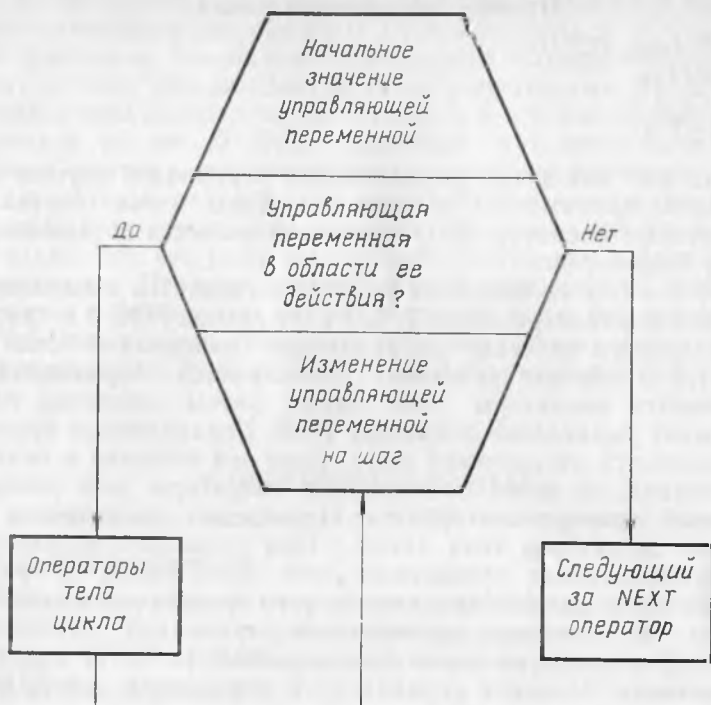 Начальное
значение
управляющей
переменной
Управляющая
переменная
в области ее
действия?
Да
Нет
Изменение
управляющей
переменной
на шаг
Операторы
тела
цикла
Следующий
за NEXT
оператор